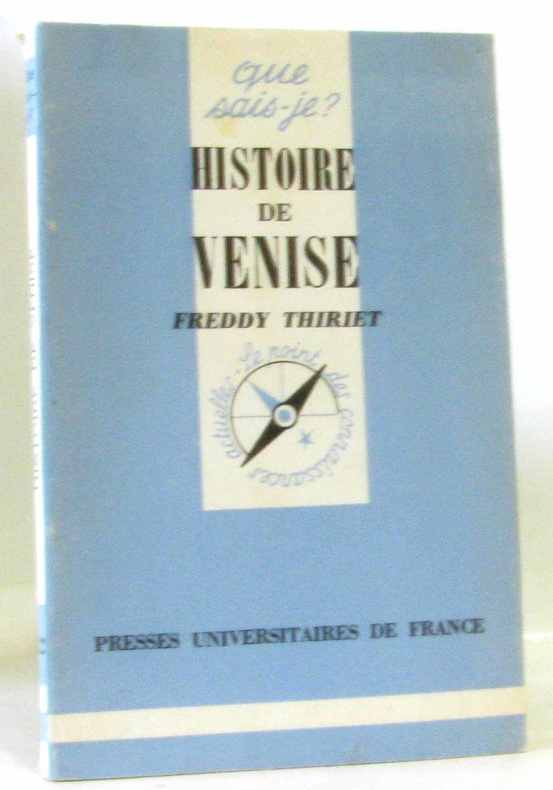 que
sais-je?
HISTOIRE
DE
VENISE
FREDDY THIRIET
le point des connaissances actuelles
PRESSES UNIVERSITAIRES DE FRANCE